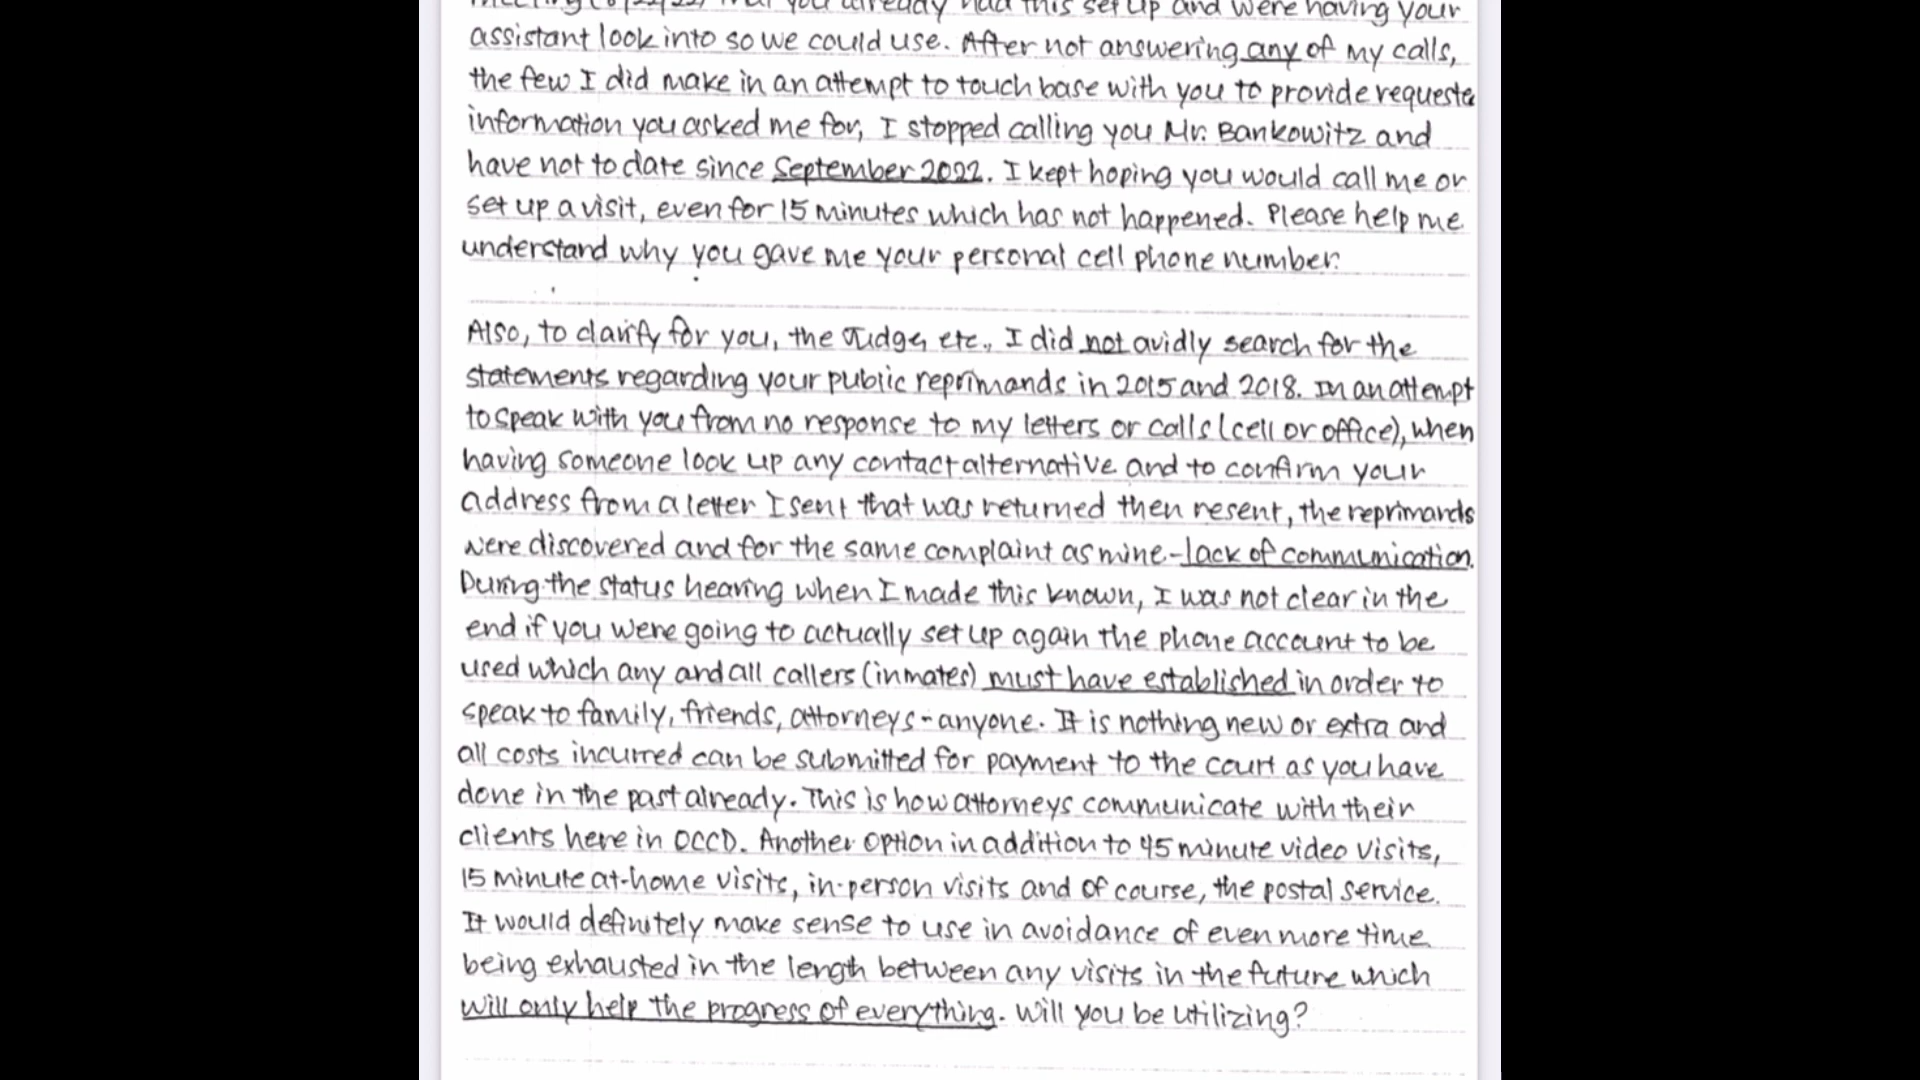 meeting (8/22/22) that you already had this set up and were having your
assistant look into so we could use. After not answering any of my calls,
the few I did make in an attempt to touch base with you to provide requeste
information you asked me for, I stopped calling you Mr. Bankowitz and
have not to date since September 2022. I kept hoping you would call me or
set up a visit, even for 15 minutes which has not happened. Please help me
understand why you gave me your personal cell phone number.
Also, to clarify for you, the Judge, etc., I did not avidly search for the
statements regarding your public reprimands in 2015 and 2018. In an attempt
to speak with you from no response to my letters or calls (cell or office), when
having someone look up any contact alternative and to confirm your
address from a letter I sent that was returned then resent, the reprimands
were discovered and for the same complaint as mine - lack of communication.
During the status hearing when I made this known, I was not clear in the
end if you were going to actually set up again the phone account to be
used which any and all callers (inmates) must have established in order to
speak to family, friends, attorneys - anyone. It is nothing new or extra and
all costs incurred can be submitted for payment to the court as you have
done in the past already. This is how attorneys communicate with their
clients here in OCCD. Another option in addition to 45 minute video visits,
15 minute at-home visits, in-person visits and of course, the postal service.
It would definitely make sense to use in avoidance of even more time
being exhausted in the length between any visits in the future which
will only help the progress of everything. Will you be utilizing?